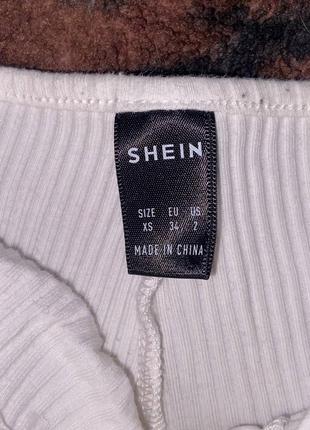 SHEIN
SIZE EU US
XS 34 2
MADE IN CHINA